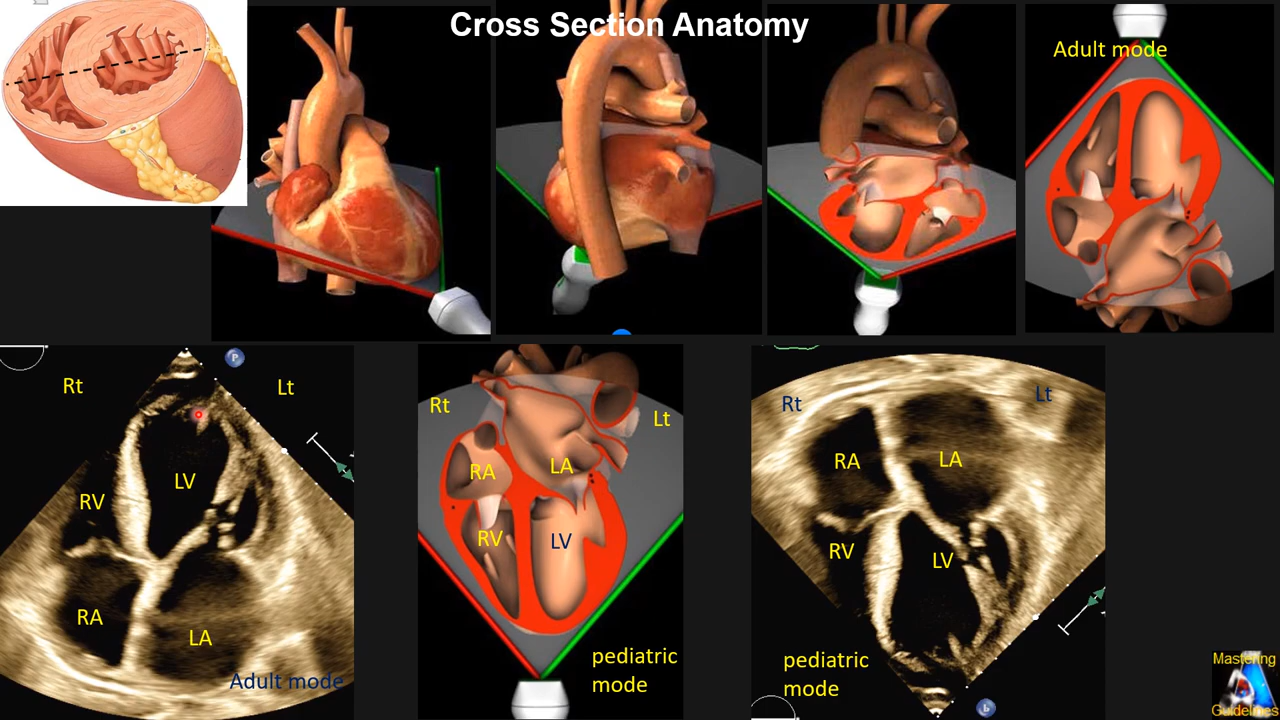 Cross Section Anatomy
Adult mode
Rt
P
Lt
LV
RV
RA
LA
Adult mode
Rt
Lt
RA
LA
RV
LV
pediatric
mode
Rt
Lt
RA
LA
RV
LV
pediatric
mode
Mastering
Guidelines